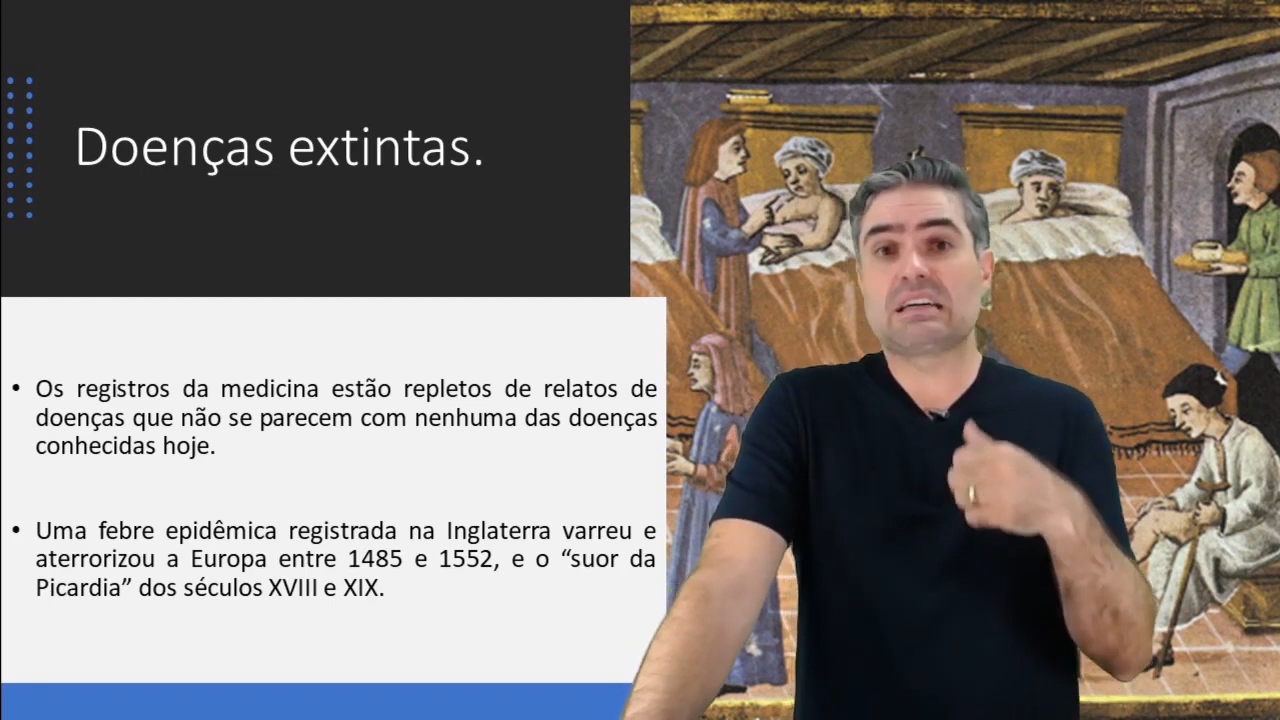 Doenças extintas.
• Os registros da medicina estão repletos de relatos de
doenças que não se parecem com nenhuma das doenças
conhecidas hoje.
• Uma febre epidêmica registrada na Inglaterra varreu e
aterrorizou a Europa entre 1485 e 1552, e o “suor da
Picardia” dos séculos XVIII e XIX.